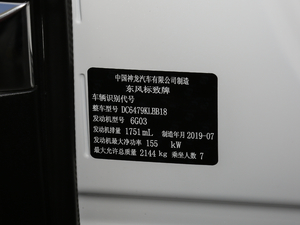 中国神龙汽车有限公司制造
东风标致牌
车辆识别代号
整车型号 DC6479KLBB18
发动机型号 6G03
发动机排量 1751mL 制造年月 2019-07
发动机最大净功率 155 kW
最大允许总质量 2144 kg 乘坐人数 7